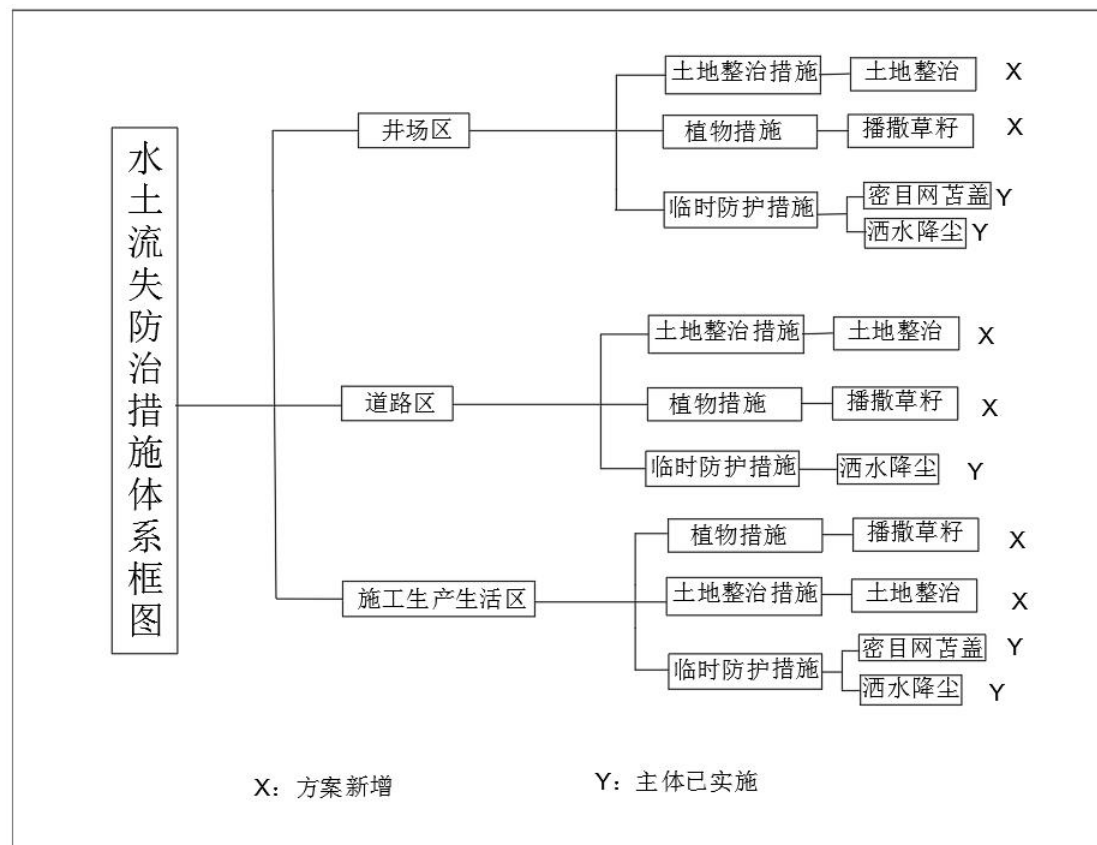 水土流失防治措施体系框图
井场区
土地整治措施
土地整治
X
植物措施
播撒草籽
X
临时防护措施
密目网苫盖
Y
洒水降尘
Y
道路区
土地整治措施
土地整治
X
植物措施
播撒草籽
X
临时防护措施
洒水降尘
Y
施工生产生活区
植物措施
播撒草籽
X
土地整治措施
土地整治
X
临时防护措施
密目网苫盖
Y
洒水降尘
Y
X：方案新增
Y：主体已实施